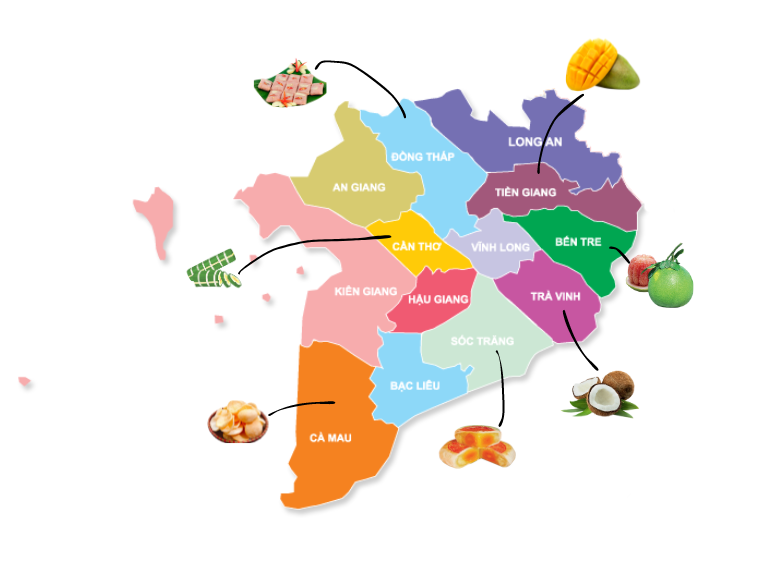 LONG AN
ĐỒNG THÁP
AN GIANG
TIỀN GIANG
CẦN THƠ
VĨNH LONG
BẾN TRE
KIÊN GIANG
HẬU GIANG
TRÀ VINH
SÓC TRĂNG
BẠC LIÊU
CÀ MAU